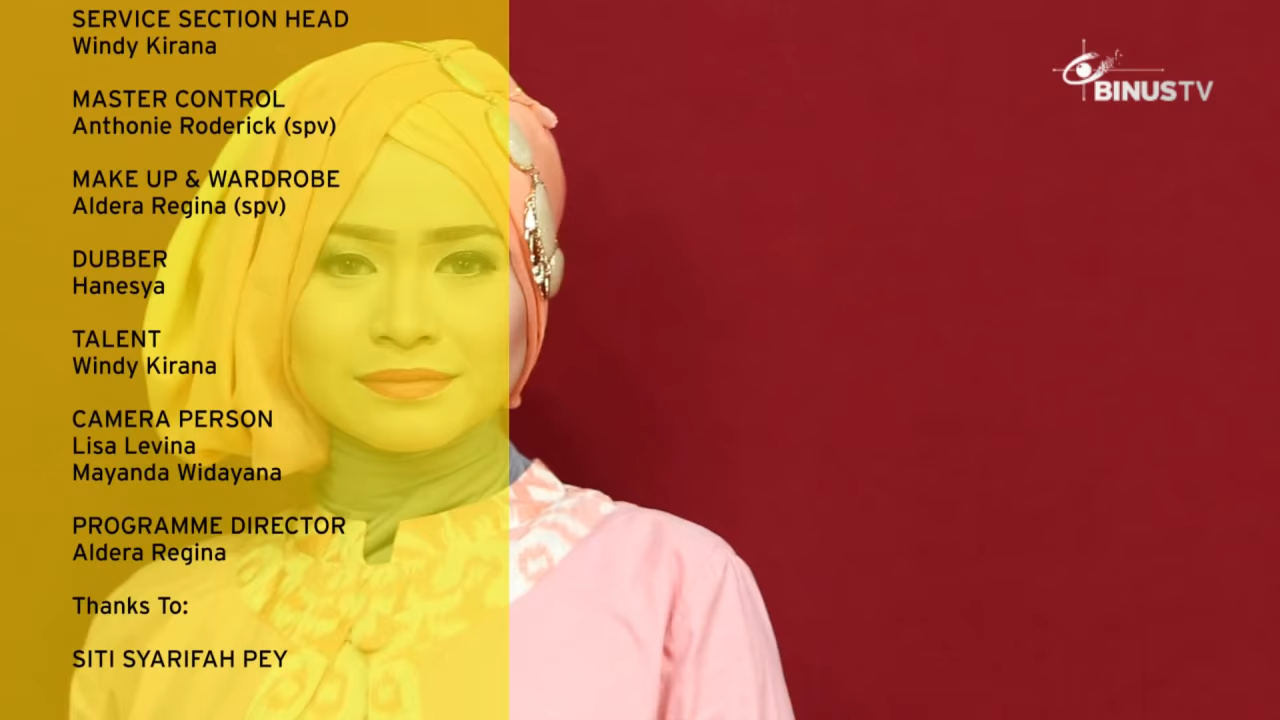 SERVICE SECTION HEAD
Windy Kirana
MASTER CONTROL
Anthonie Roderick (spv)
MAKE UP & WARDROBE
Aldera Regina (spv)
DUBBER
Hanesya
TALENT
Windy Kirana
CAMERA PERSON
Lisa Levina
Mayanda Widayana
PROGRAMME DIRECTOR
Aldera Regina
Thanks To:
SITI SYARIFAH PEY
BINUSTV